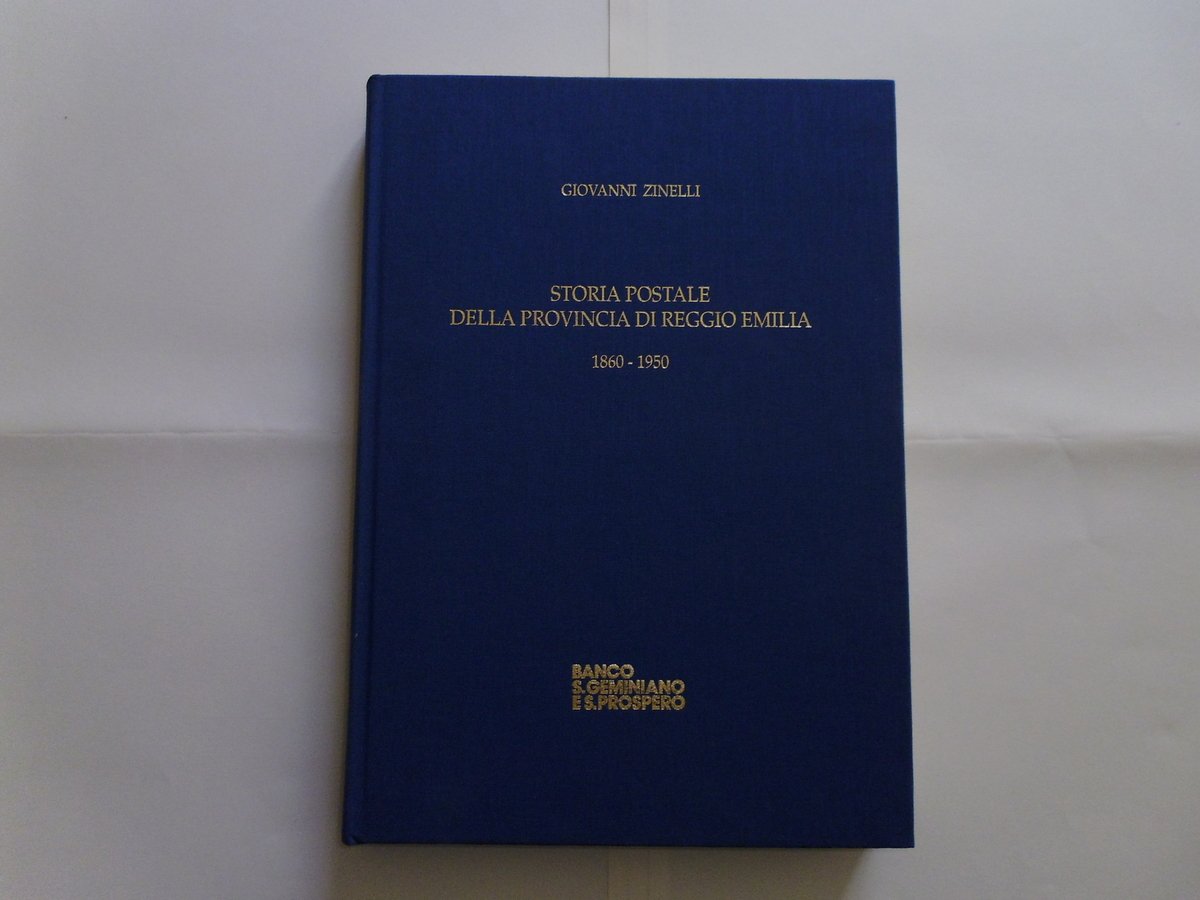 GIOVANNI ZINELLI
STORIA POSTALE
DELLA PROVINCIA DI REGGIO EMILIA
1860 - 1950
BANCO
S.GEMINIANO
E S.PROSPERO